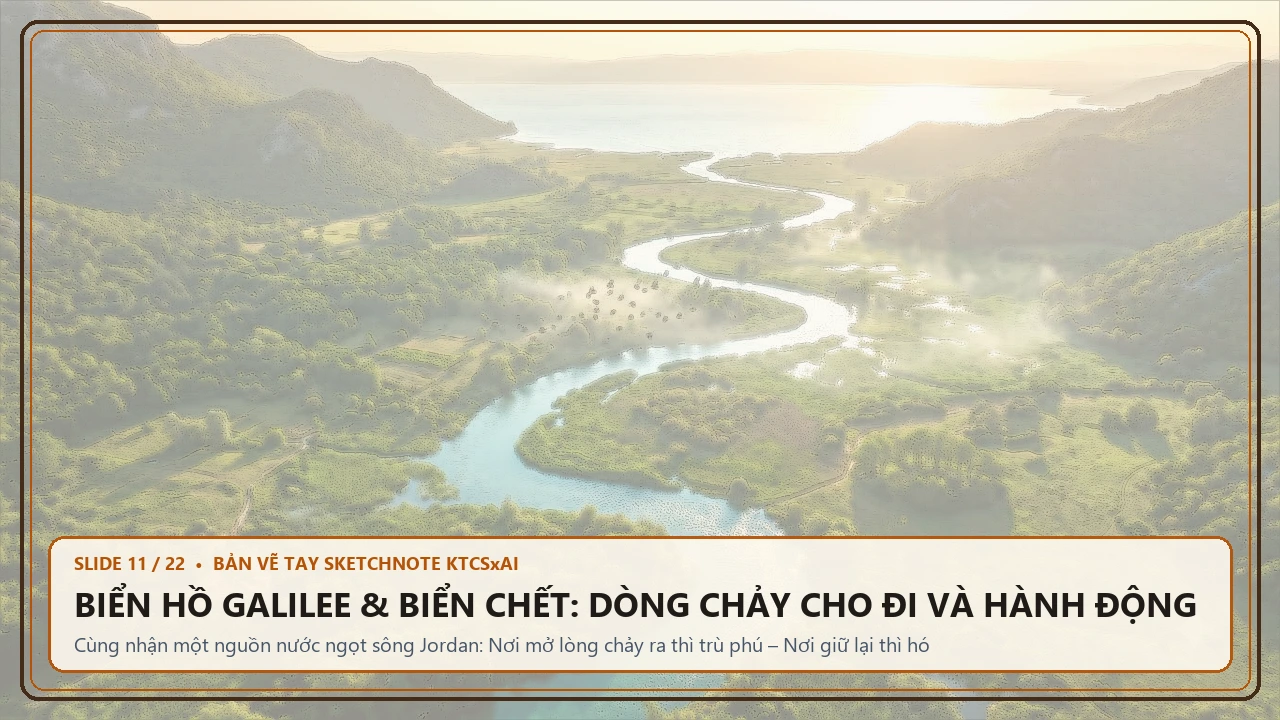 SLIDE 11 / 22 • BẢN VẼ TAY SKETCHNOTE KTCSxAI
BIỂN HỒ GALILEE & BIỂN CHẾT: DÒNG CHẢY CHO ĐI VÀ HÀNH ĐỘNG
Cùng nhận một nguồn nước ngọt sông Jordan: Nơi mở lòng chảy ra thì trù phú – Nơi giữ lại thì hó